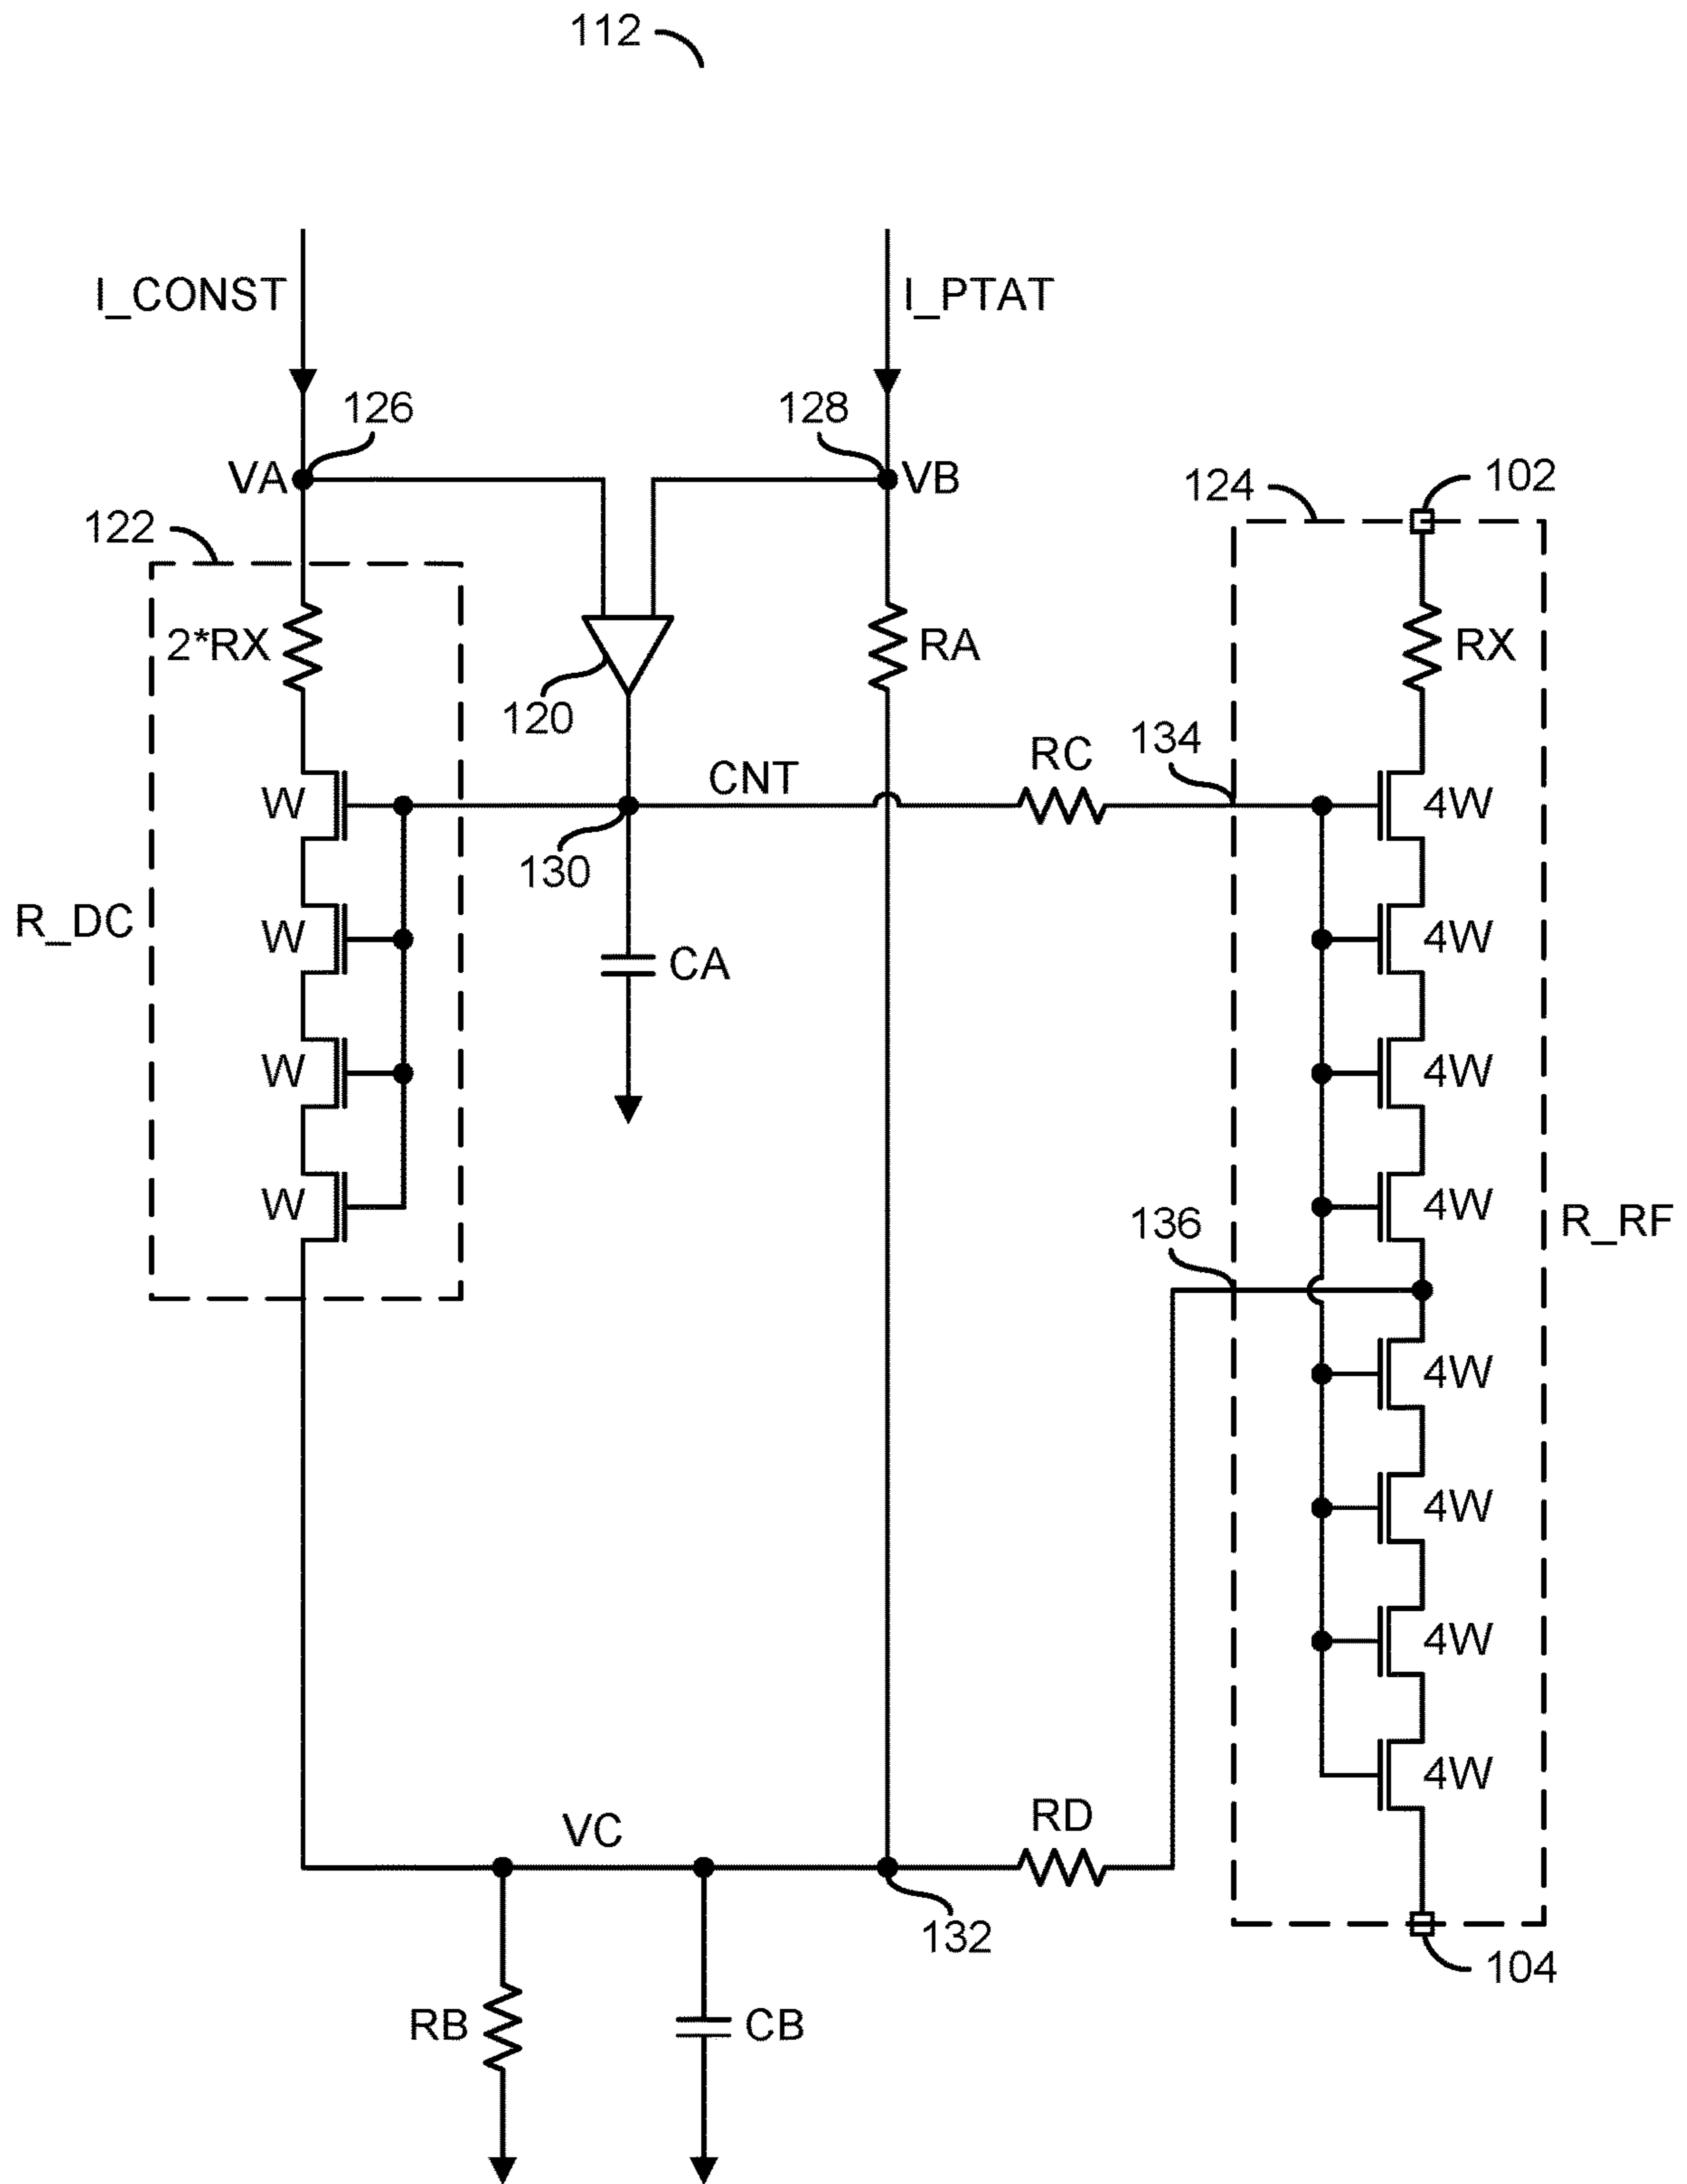 112
I_CONST
I_PTAT
126
128
VA
VB
102
124
122
2*RX
RA
RX
120
134
RC
CNT
W
4W
130
R_DC
W
4W
CA
W
4W
W
4W
136
R_RF
4W
4W
4W
4W
RD
VC
132
104
RB
CB